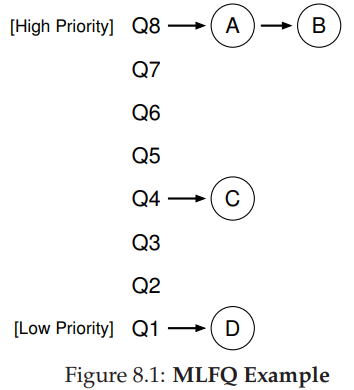 [High Priority] Q8 A B
Q7
Q6
Q5
Q4 C
Q3
Q2
[Low Priority] Q1 D
Figure 8.1: MLFQ Example